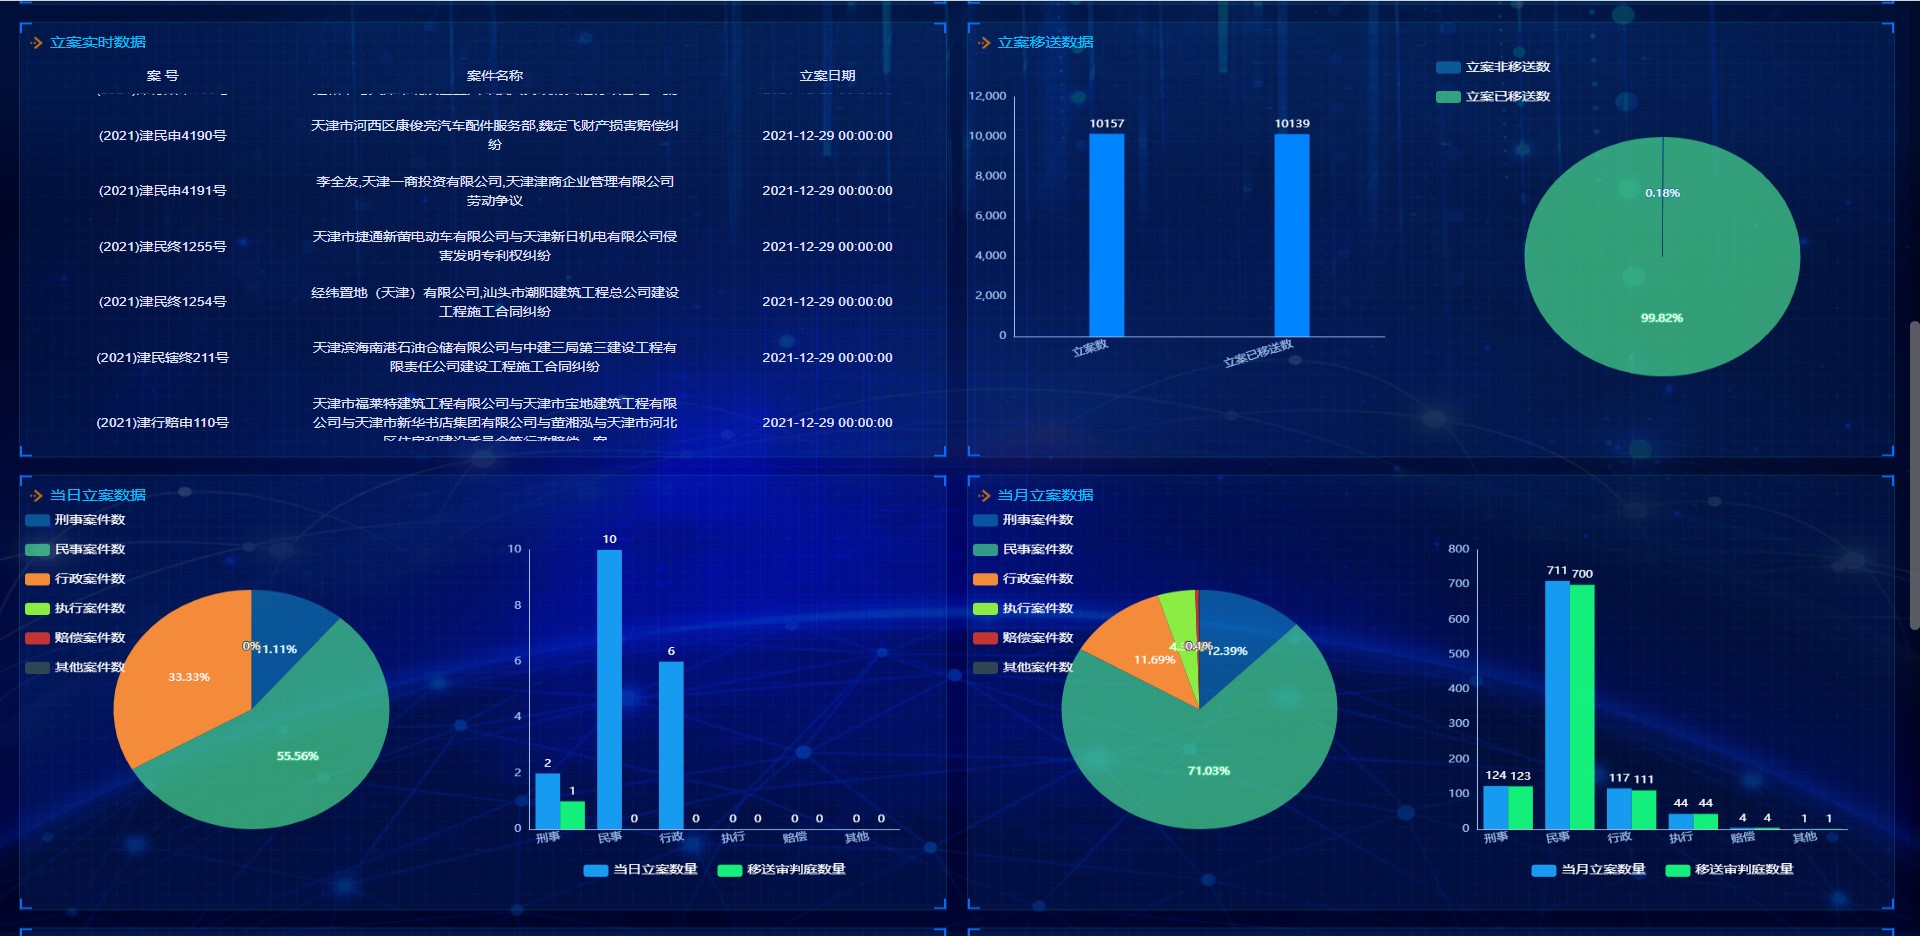 立案实时数据
案 号
案件名称
立案日期
(2021)津民申4190号
天津市河西区康俊亮汽车配件服务部,魏定飞财产损害赔偿纠
纷
2021-12-29 00:00:00
(2021)津民申4191号
李全友,天津一商投资有限公司,天津津商企业管理有限公司
劳动争议
2021-12-29 00:00:00
(2021)津民终1255号
天津市捷通新蕾电动车有限公司与天津新日机电有限公司侵
害发明专利权纠纷
2021-12-29 00:00:00
(2021)津民终1254号
经纬置地（天津）有限公司,汕头市潮阳建筑工程总公司建设
工程施工合同纠纷
2021-12-29 00:00:00
(2021)津民辖终211号
天津滨海南港石油仓储有限公司与中建三局第三建设工程有
限责任公司建设工程施工合同纠纷
2021-12-29 00:00:00
(2021)津行赔申110号
天津市福莱特建筑工程有限公司与天津市宝地建筑工程有限
公司与天津市新华书店集团有限公司与董湘泓与天津市河北
2021-12-29 00:00:00
立案移送数据
立案非移送数
立案已移送数
12,000
10,000
8,000
6,000
4,000
2,000
0
10157
10139
立案数
立案已移送数
0.18%
99.82%
当日立案数据
刑事案件数
民事案件数
行政案件数
执行案件数
赔偿案件数
其他案件数
0%
11.11%
33.33%
55.56%
10
8
6
4
2
0
2
1
10
0
6
0
0
0
0
0
0
0
刑事
民事
行政
执行
赔偿
其他
当日立案数量
移送审判庭数量
当月立案数据
刑事案件数
民事案件数
行政案件数
执行案件数
赔偿案件数
其他案件数
12.39%
11.69%
71.03%
800
700
600
500
400
300
200
100
0
124
123
711
700
117
111
44
44
4
4
1
1
刑事
民事
行政
执行
赔偿
其他
当月立案数量
移送审判庭数量